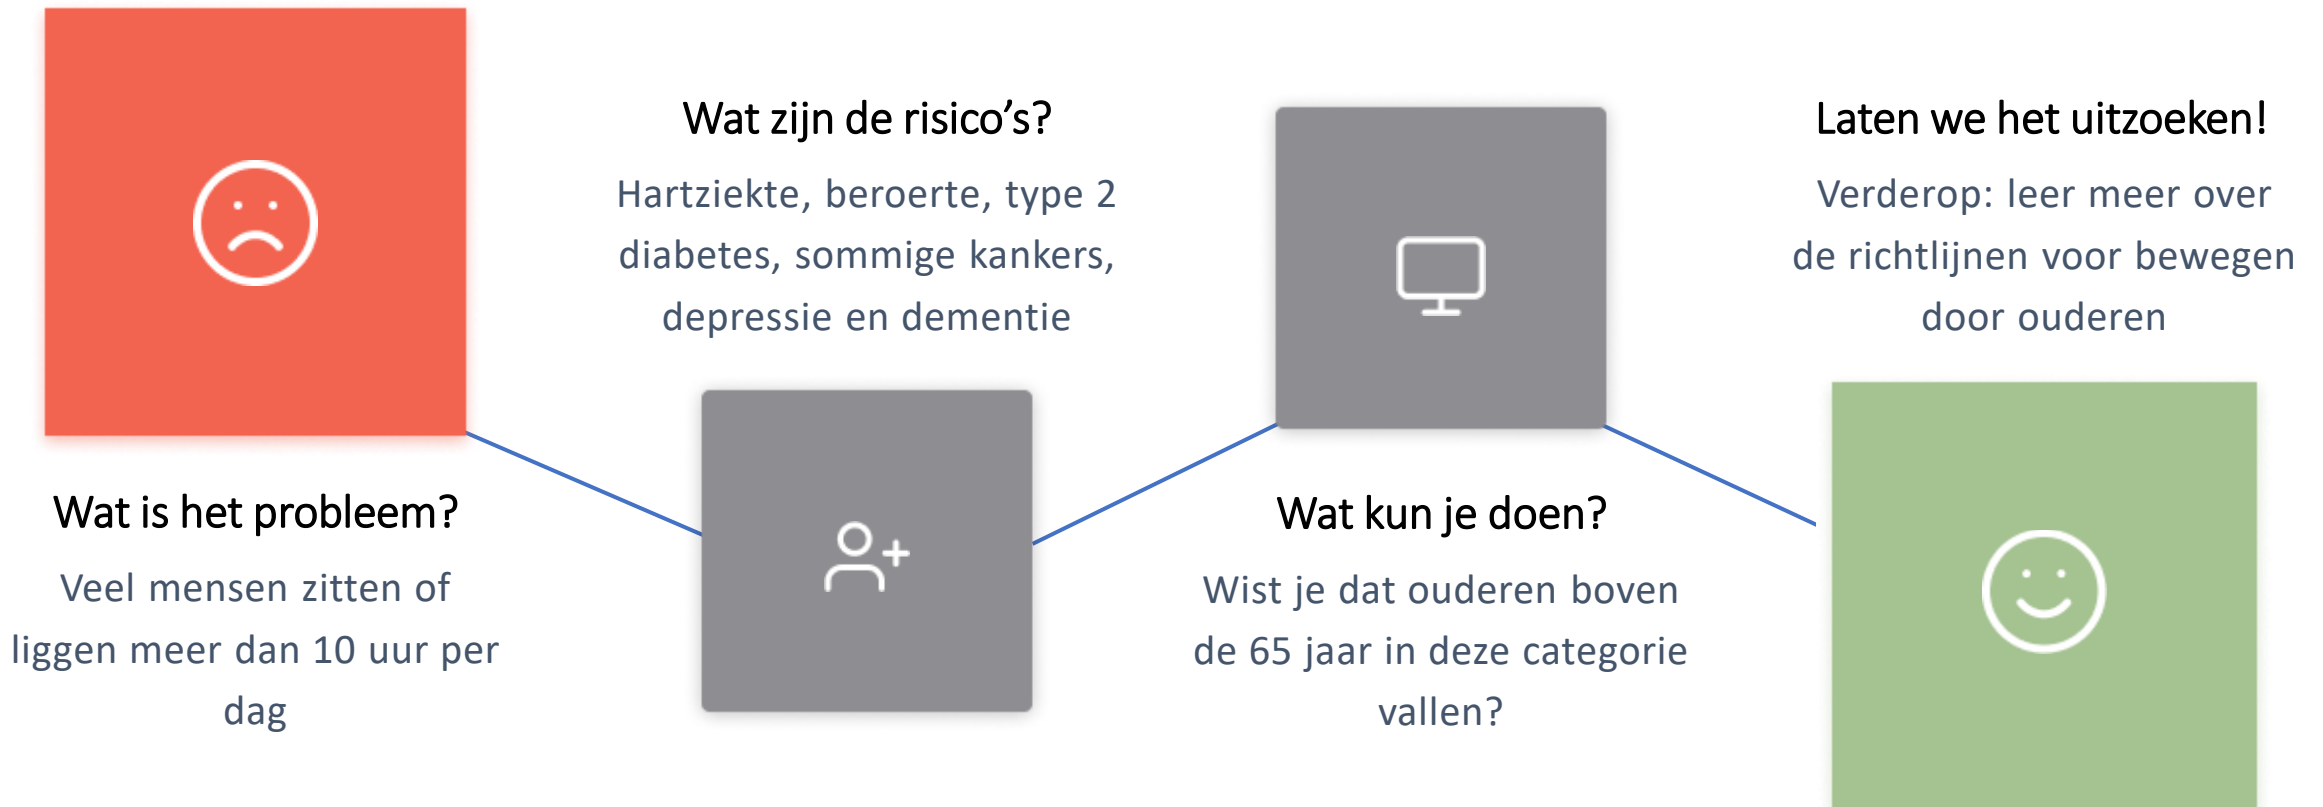 Wat is het probleem?
Veel mensen zitten of
liggen meer dan 10 uur per
dag
Wat zijn de risico’s?
Hartziekte, beroerte, type 2
diabetes, sommige kankers,
depressie en dementie
Wat kun je doen?
Wist je dat ouderen boven
de 65 jaar in deze categorie
vallen?
Laten we het uitzoeken!
Verderop: leer meer over
de richtlijnen voor bewegen
door ouderen